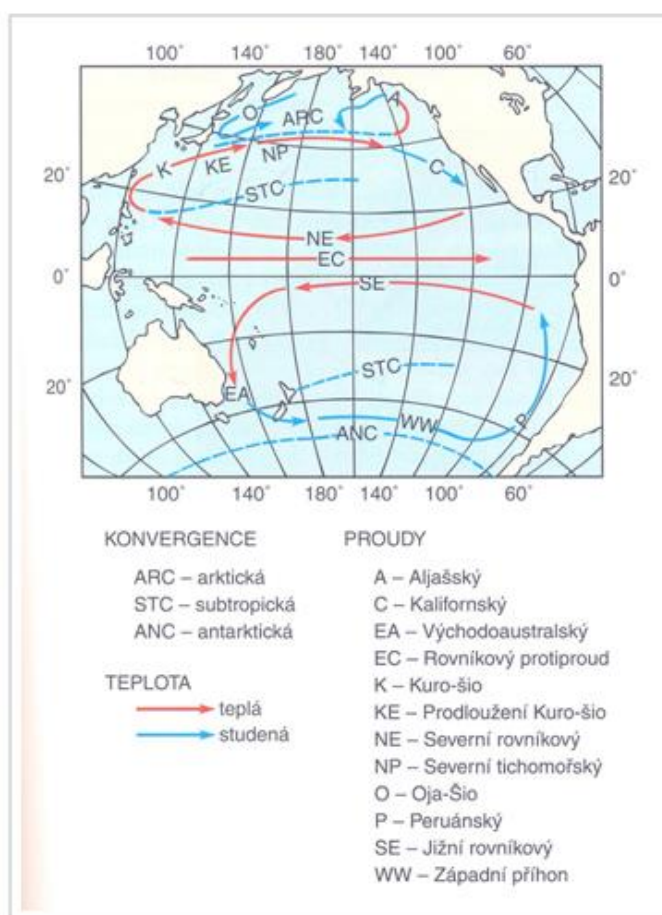 100° 140° 180° 140° 100° 60°
O
A
ARC
KE
NP
K
C
20°
20°
STC
NE
EC
0°
0°
SE
STC
20°
20°
EA
WW
P
ANC
100° 140° 180° 140° 100° 60°
KONVERGENCE
ARC – arktická
STC – subtropická
ANC – antarktická
TEPLOTA
teplá
studená
PROUDY
A – Aljašský
C – Kalifornský
EA – Východoaustralský
EC – Rovníkový protiproud
K – Kuro-šio
KE – Prodloužení Kuro-šio
NE – Severní rovníkový
NP – Severní tichomořský
O – Oja-Šio
P – Peruánský
SE – Jižní rovníkový
WW – Západní příhon